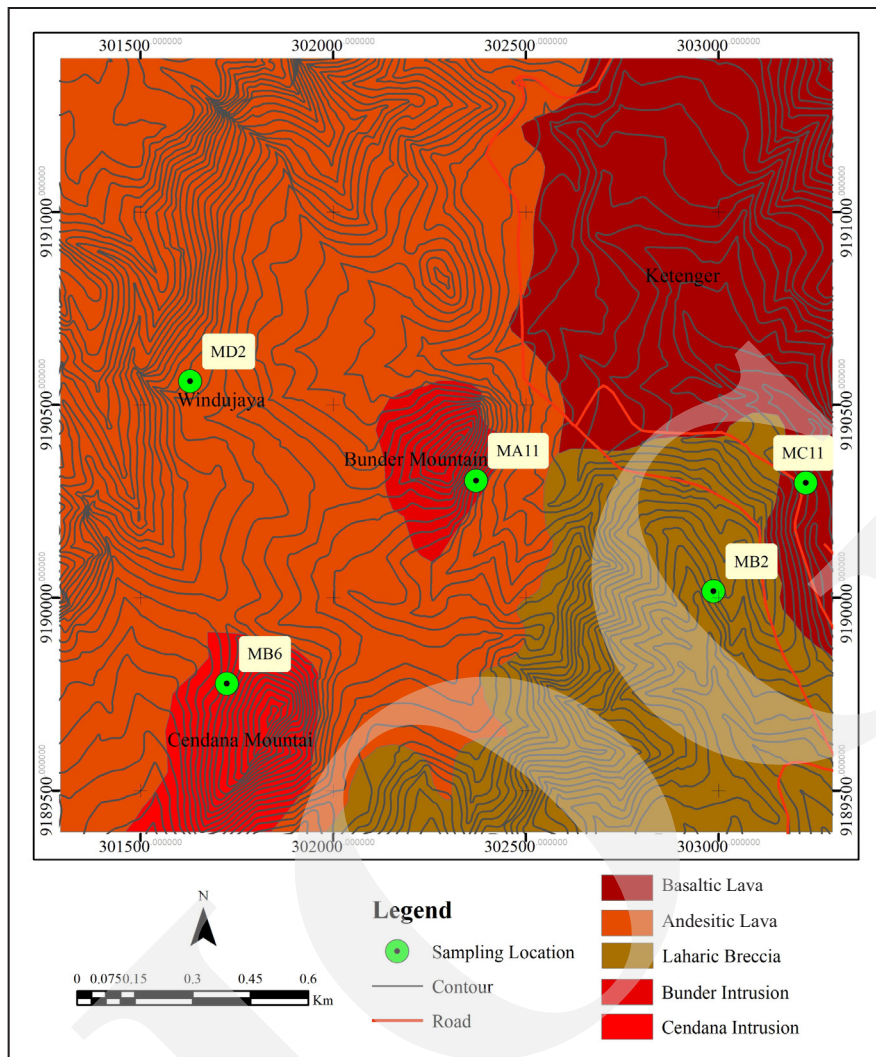 301500.000000 302000.000000 302500.000000 303000.000000
9191000.000000 9191000.000000
Ketenger
MD2
Windujaya
9190500.000000 9190500.000000
Bunder Mountain
MA11
MC11
MB2
9190000.000000 9190000.000000
MB6
Cendana Mountai
9189500.000000 9189500.000000
301500.000000 302000.000000 302500.000000 303000.000000
N
0 0.075 0.15 0.3 0.45 0.6
Km
Legend
Sampling Location
Contour
Road
Basaltic Lava
Andesitic Lava
Laharic Breccia
Bunder Intrusion
Cendana Intrusion